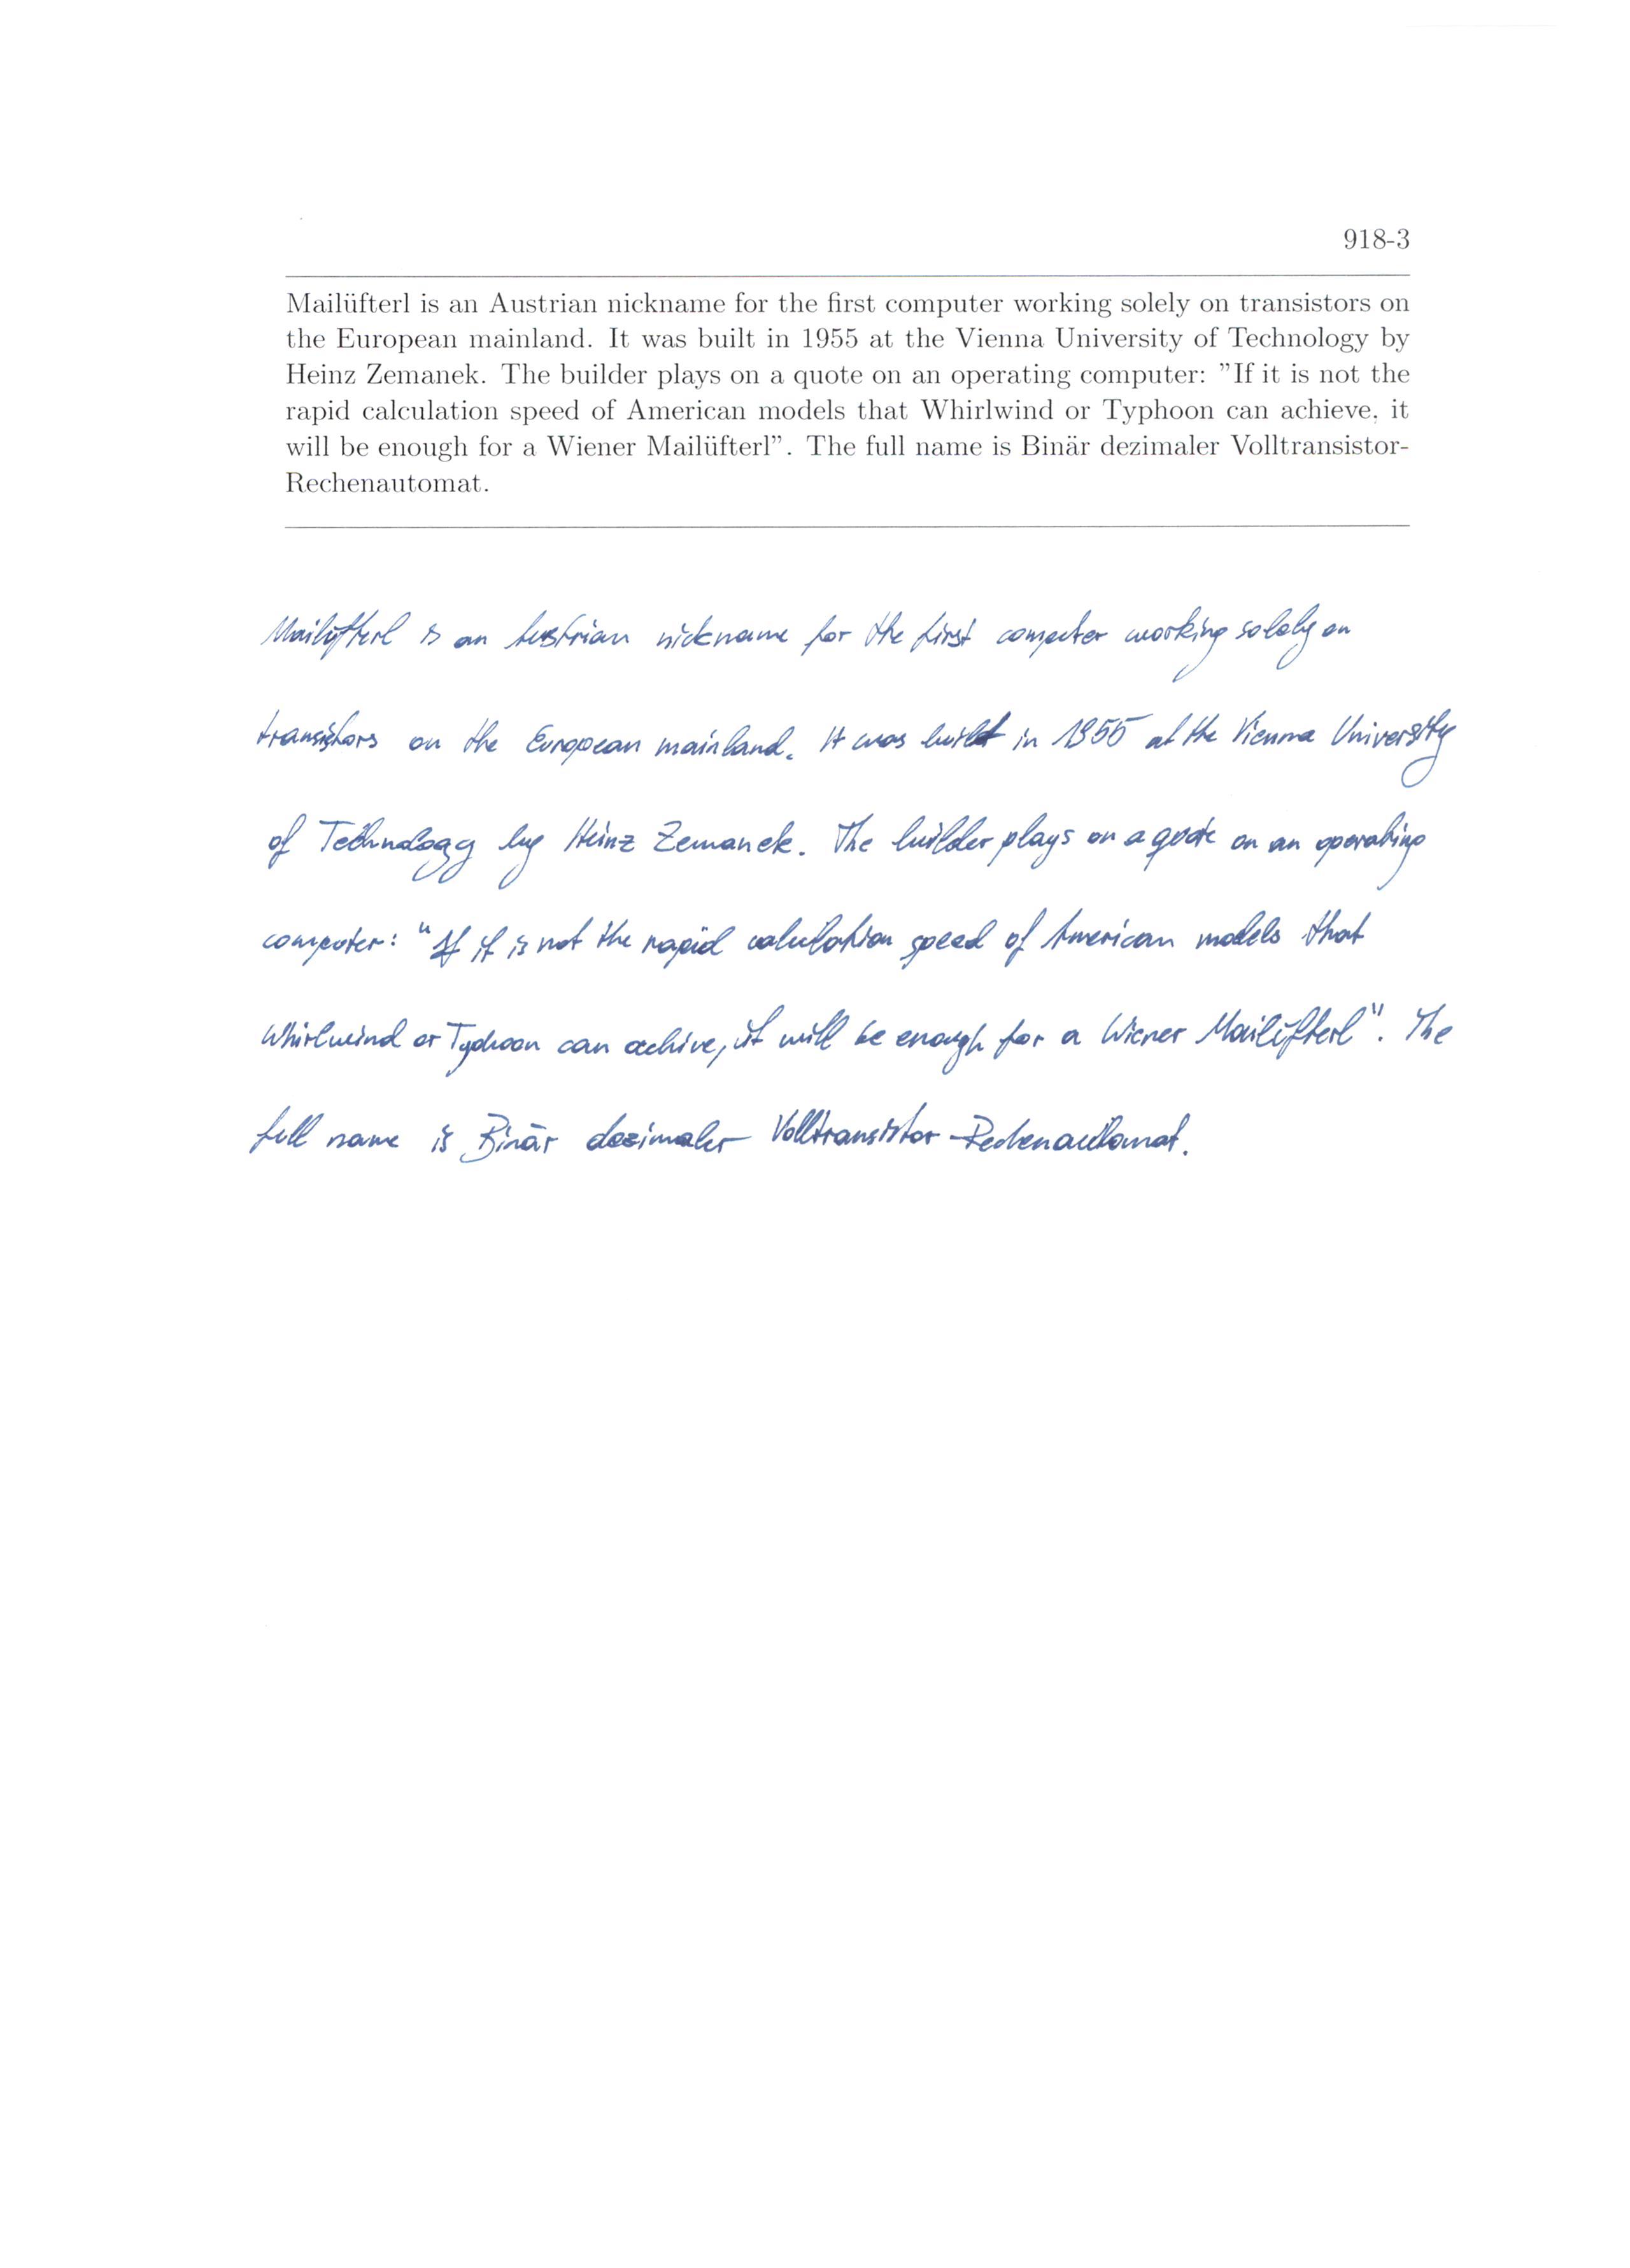 918-3
Mailüfterl is an Austrian nickname for the first computer working solely on transistors on
the European mainland. It was built in 1955 at the Vienna University of Technology by
Heinz Zemanek. The builder plays on a quote on an operating computer: "If it is not the
rapid calculation speed of American models that Whirlwind or Typhoon can achieve, it
will be enough for a Wiener Mailüfterl". The full name is Binär dezimaler Volltransistor-
Rechenautomat.
Mailüfterl is an Austrian nickname for the first computer working solely on
transistors on the European mainland. It was build in 1955 at the Vienna University
of Technology by Heinz Zemanek. The builder plays on a quote on an operating
computer: "If it is not the rapid calculation speed of American models that
Whirlwind or Typhoon can achive, it will be enough for a Wiener Mailüfterl". The
full name is Binär dezimaler Volltransistor-Rechenautomat.